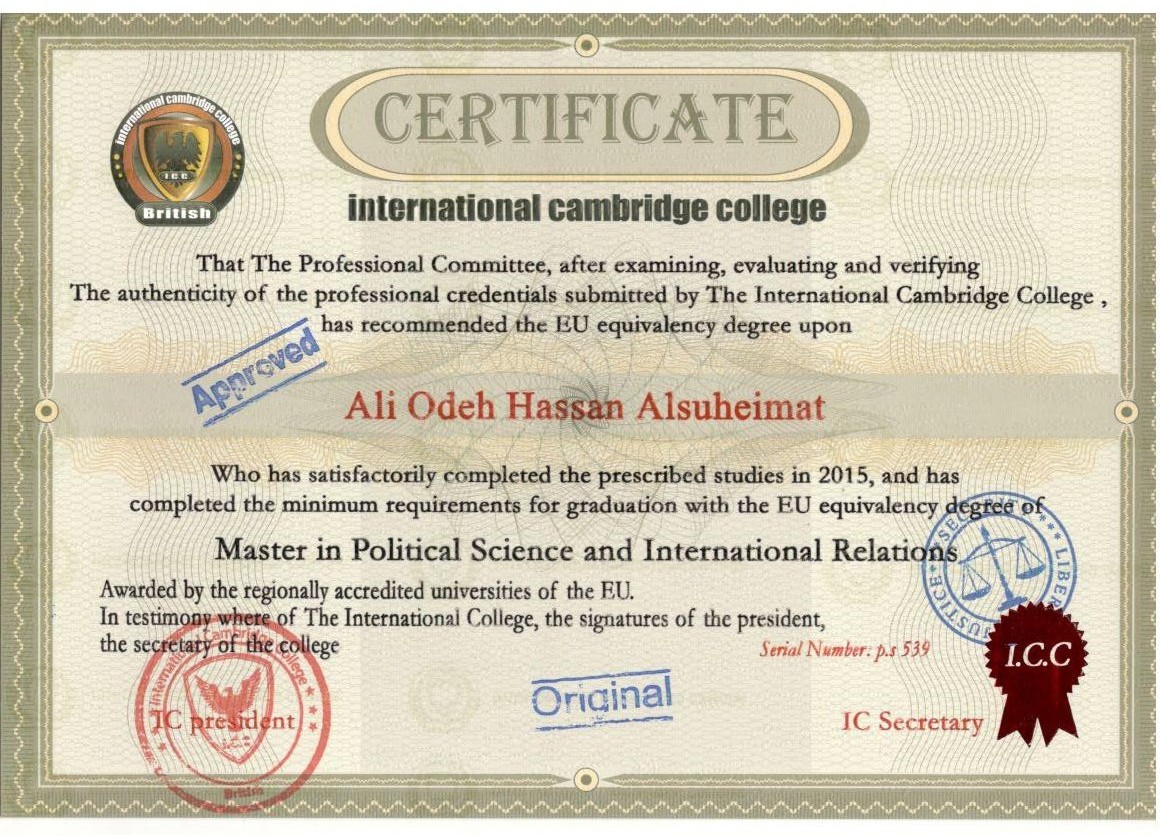 international cambridge college
I.C.C.
British
CERTIFICATE
international cambridge college
That The Professional Committee, after examining, evaluating and verifying
The authenticity of the professional credentials submitted by The International Cambridge College ,
has recommended the EU equivalency degree upon
Approved
Ali Odeh Hassan Alsuheimat
Who has satisfactorily completed the prescribed studies in 2015, and has
completed the minimum requirements for graduation with the EU equivalency degree of
Master in Political Science and International Relations
Awarded by the regionally accredited universities of the EU.
In testimony where of The International College, the signatures of the president,
the secretary of the college
Serial Number: p.s 539
SECURITY * LIBERTY * JUSTICE
I.C.C
International Cambridge College
I.C.C
British
IC president
Original
IC Secretary